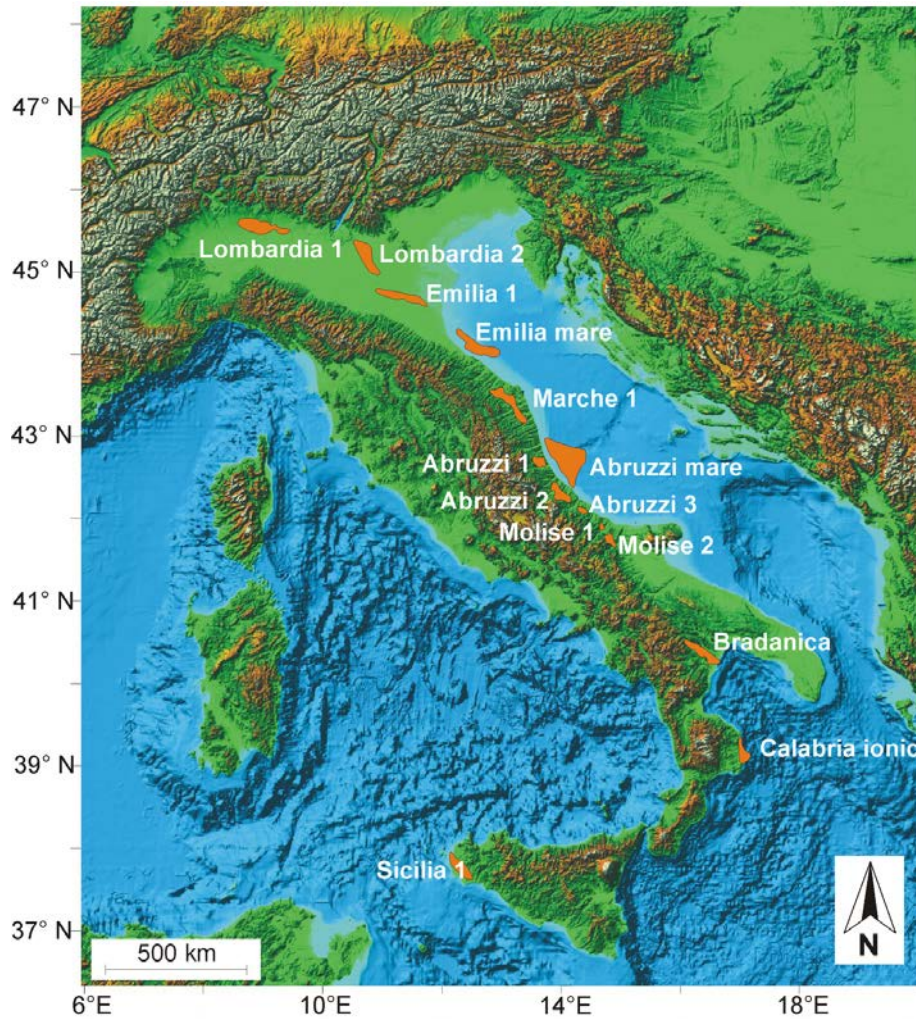 47° N
Lombardia 1
Lombardia 2
45° N
Emilia 1
Emilia mare
Marche 1
43° N
Abruzzi 1
Abruzzi mare
Abruzzi 2
Abruzzi 3
Molise 1
Molise 2
41° N
Bradanica
Calabria ionic
39° N
Sicilia 1
37° N
500 km
N
6°E
10°E
14°E
18°E